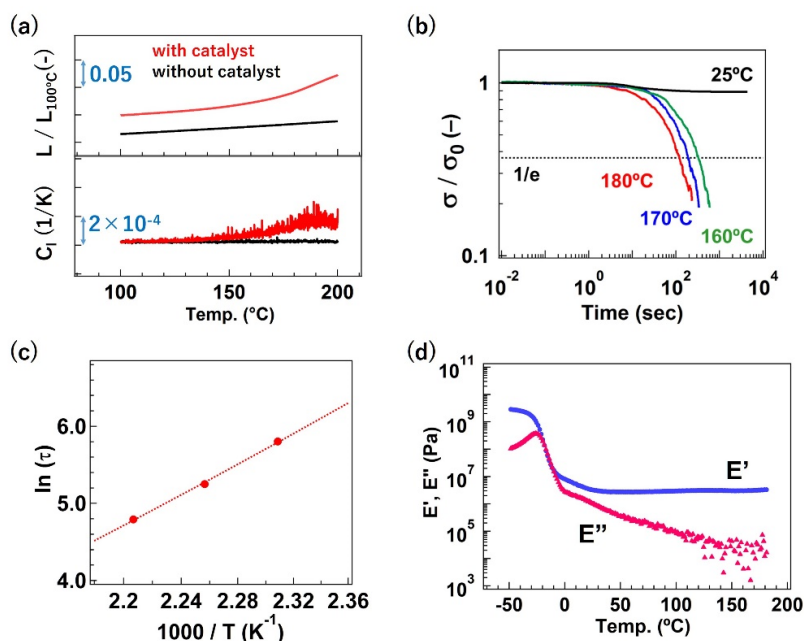 (a)
L / L100°C(-)
0.05
with catalyst
without catalyst
Cl (1/K)
2 × 10-4
100
150
200
Temp. (°C)
(b)
σ / σ0 (–)
1
0.1
25ºC
1/e
180ºC
170ºC
160ºC
10-2
100
102
104
Time (sec)
(c)
ln (τ)
6.0
5.0
4.0
2.2
2.24
2.28
2.32
2.36
1000 / T (K-1)
(d)
E', E" (Pa)
1011
109
107
105
103
E'
E"
-50
0
50
100
150
200
Temp. (ºC)